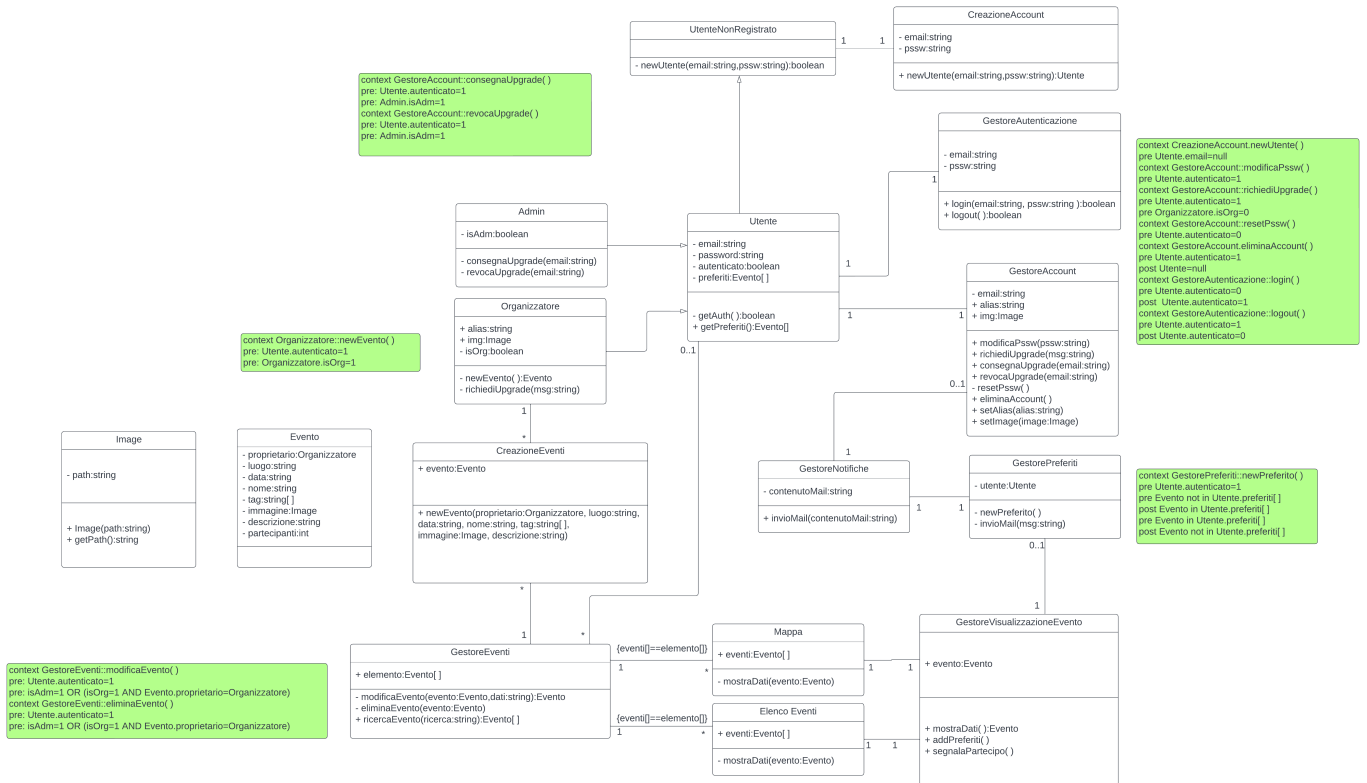 UtenteNonRegistrato
- newUtente(email:string,pssw:string):boolean
1
1
CreazioneAccount
- email:string
- pssw:string
+ newUtente(email:string,pssw:string):Utente
context GestoreAccount::consegnaUpgrade( )
pre: Utente.autenticato=1
pre: Admin.isAdm=1
context GestoreAccount::revocaUpgrade( )
pre: Utente.autenticato=1
pre: Admin.isAdm=1
GestoreAutenticazione
- email:string
- pssw:string
+ login(email:string, pssw:string ):boolean
+ logout( ):boolean
1
context CreazioneAccount.newUtente( )
pre Utente.email=null
context GestoreAccount::modificaPssw( )
pre Utente.autenticato=1
context GestoreAccount::richiediUpgrade( )
pre Utente.autenticato=1
pre Organizzatore.isOrg=0
context GestoreAccount::resetPssw( )
pre Utente.autenticato=0
context GestoreAccount.eliminaAccount( )
pre Utente.autenticato=1
post Utente=null
context GestoreAutenticazione::login( )
pre Utente.autenticato=0
post  Utente.autenticato=1
context GestoreAutenticazione::logout( )
pre Utente.autenticato=1
post Utente.autenticato=0
Admin
- isAdm:boolean
- consegnaUpgrade(email:string)
- revocaUpgrade(email:string)
Utente
- email:string
- password:string
- autenticato:boolean
- preferiti:Evento[ ]
- getAuth( ):boolean
+ getPreferiti():Evento[]
1
1
1
0..1
GestoreAccount
- email:string
+ alias:string
+ img:Image
+ modificaPssw(pssw:string)
+ richiediUpgrade(msg:string)
+ consegnaUpgrade(email:string)
+ revocaUpgrade(email:string)
- resetPssw( )
+ eliminaAccount( )
+ setAlias(alias:string)
+ setImage(image:Image)
0..1
1
Organizzatore
+ alias:string
+ img:Image
- isOrg:boolean
- newEvento( ):Evento
- richiediUpgrade(msg:string)
1
*
context Organizzatore::newEvento( )
pre: Utente.autenticato=1
pre: Organizzatore.isOrg=1
Image
- path:string
+ Image(path:string)
+ getPath():string
Evento
- proprietario:Organizzatore
- luogo:string
- data:string
- nome:string
- tag:string[ ]
- immagine:Image
- descrizione:string
- partecipanti:int
CreazioneEventi
+ evento:Evento
+ newEvento(proprietario:Organizzatore, luogo:string,
data:string, nome:string, tag:string[ ],
immagine:Image, descrizione:string)
*
1
*
GestoreNotifiche
- contenutoMail:string
+ invioMail(contenutoMail:string)
1
1
GestorePreferiti
- utente:Utente
- newPreferito( )
- invioMail(msg:string)
0..1
1
context GestorePreferiti::newPreferito( )
pre Utente.autenticato=1
pre Evento not in Utente.preferiti[ ]
post Evento in Utente.preferiti[ ]
pre Evento in Utente.preferiti[ ]
post Evento not in Utente.preferiti[ ]
context GestoreEventi::modificaEvento( )
pre: Utente.autenticato=1
pre: isAdm=1 OR (isOrg=1 AND Evento.proprietario=Organizzatore)
context GestoreEventi::eliminaEvento( )
pre: Utente.autenticato=1
pre: isAdm=1 OR (isOrg=1 AND Evento.proprietario=Organizzatore)
GestoreEventi
+ elemento:Evento[ ]
- modificaEvento(evento:Evento,dati:string):Evento
- eliminaEvento(evento:Evento)
+ ricercaEvento(ricerca:string):Evento[ ]
{eventi[]==elemento[]}
1
*
{eventi[]==elemento[]}
1
*
Mappa
+ eventi:Evento[ ]
- mostraDati(evento:Evento)
1
1
Elenco Eventi
+ eventi:Evento[ ]
- mostraDati(evento:Evento)
1
1
GestoreVisualizzazioneEvento
+ evento:Evento
+ mostraDati( ):Evento
+ addPreferiti( )
+ segnalaPartecipo( )